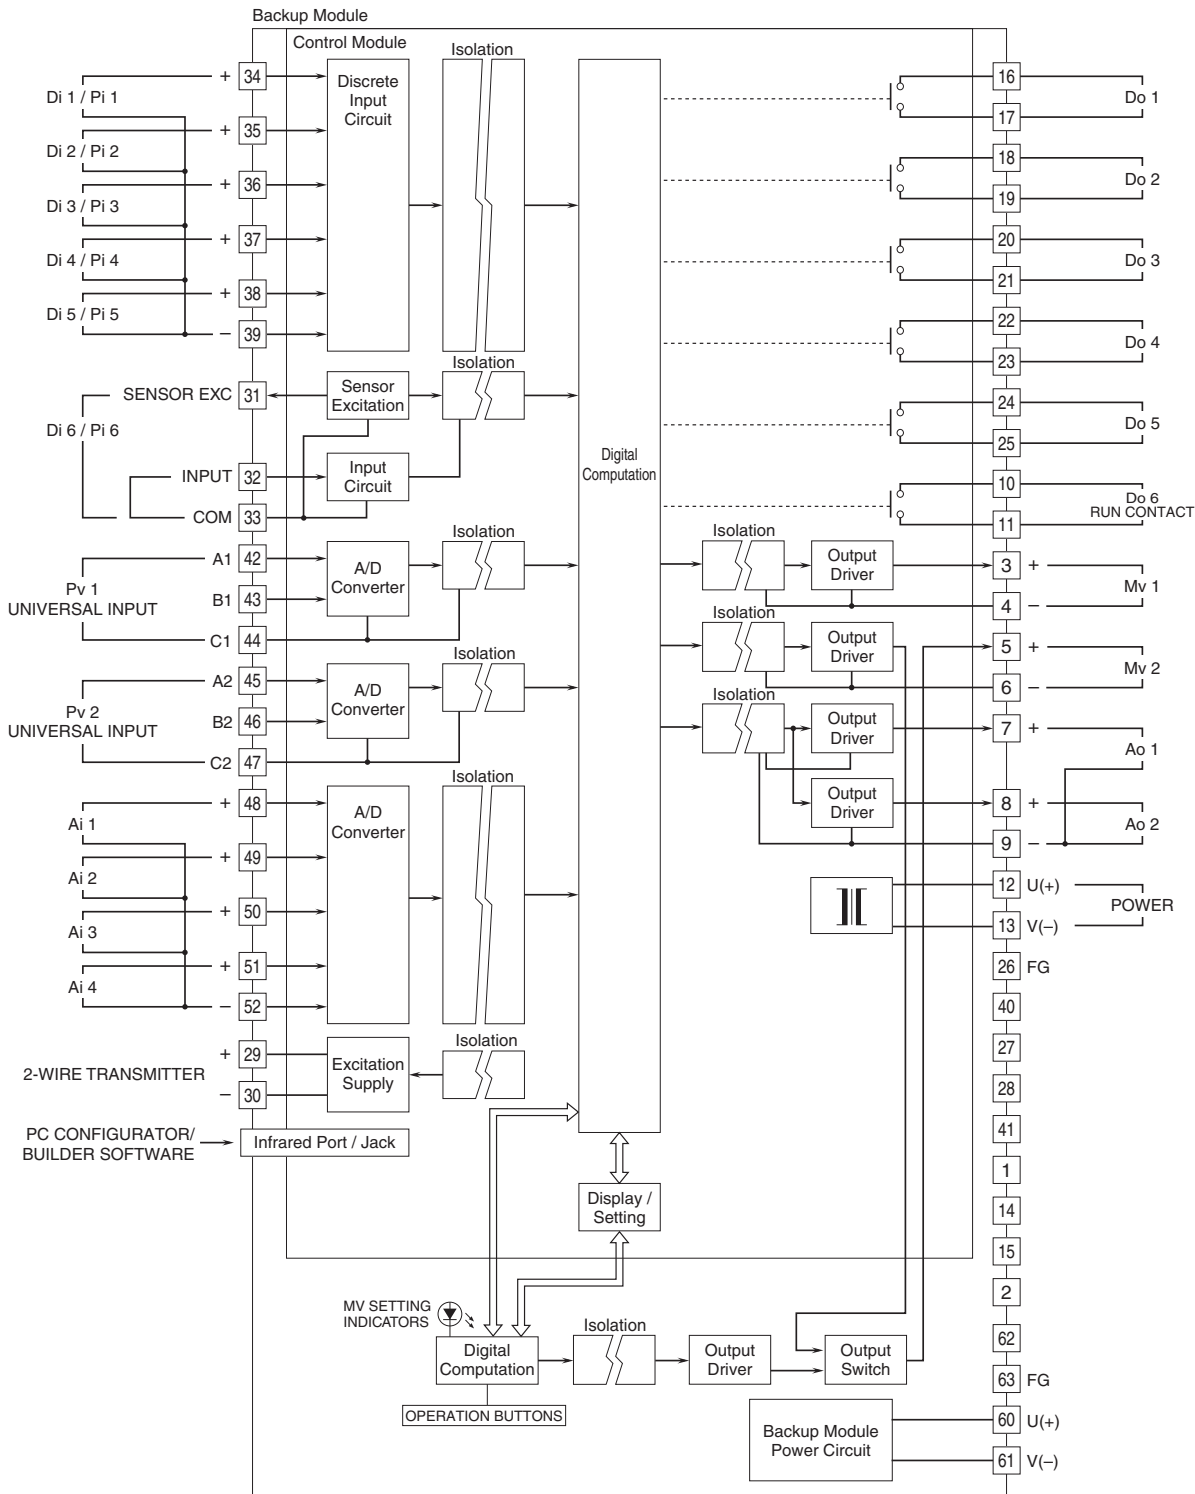 Backup Module
Control Module
Isolation
Di 1 / Pi 1
+ 34
Di 2 / Pi 2
+ 35
Di 3 / Pi 3
+ 36
Di 4 / Pi 4
+ 37
Di 5 / Pi 5
+ 38
– 39
Discrete
Input
Circuit
Isolation
SENSOR EXC 31
Di 6 / Pi 6
INPUT 32
COM 33
Sensor
Excitation
Input
Circuit
Pv 1
UNIVERSAL INPUT
A1 42
B1 43
C1 44
A/D
Converter
Isolation
Pv 2
UNIVERSAL INPUT
A2 45
B2 46
C2 47
A/D
Converter
Isolation
Ai 1
+ 48
Ai 2
+ 49
Ai 3
+ 50
Ai 4
+ 51
– 52
A/D
Converter
Isolation
2-WIRE TRANSMITTER
+ 29
– 30
Excitation
Supply
Isolation
PC CONFIGURATOR/
BUILDER SOFTWARE
Infrared Port / Jack
Digital
Computation
Display /
Setting
16
17
Do 1
18
19
Do 2
20
21
Do 3
22
23
Do 4
24
25
Do 5
10
11
Do 6
RUN CONTACT
Isolation
Output
Driver
3 +
4 –
Mv 1
Isolation
Output
Driver
5 +
6 –
Mv 2
Isolation
Output
Driver
7 +
Ao 1
Output
Driver
8 +
9 –
Ao 2
12 U(+)
13 V(–)
POWER
26 FG
40
27
28
41
1
14
15
2
62
63 FG
60 U(+)
61 V(–)
MV SETTING
INDICATORS
Digital
Computation
OPERATION BUTTONS
Isolation
Output
Driver
Output
Switch
Backup Module
Power Circuit